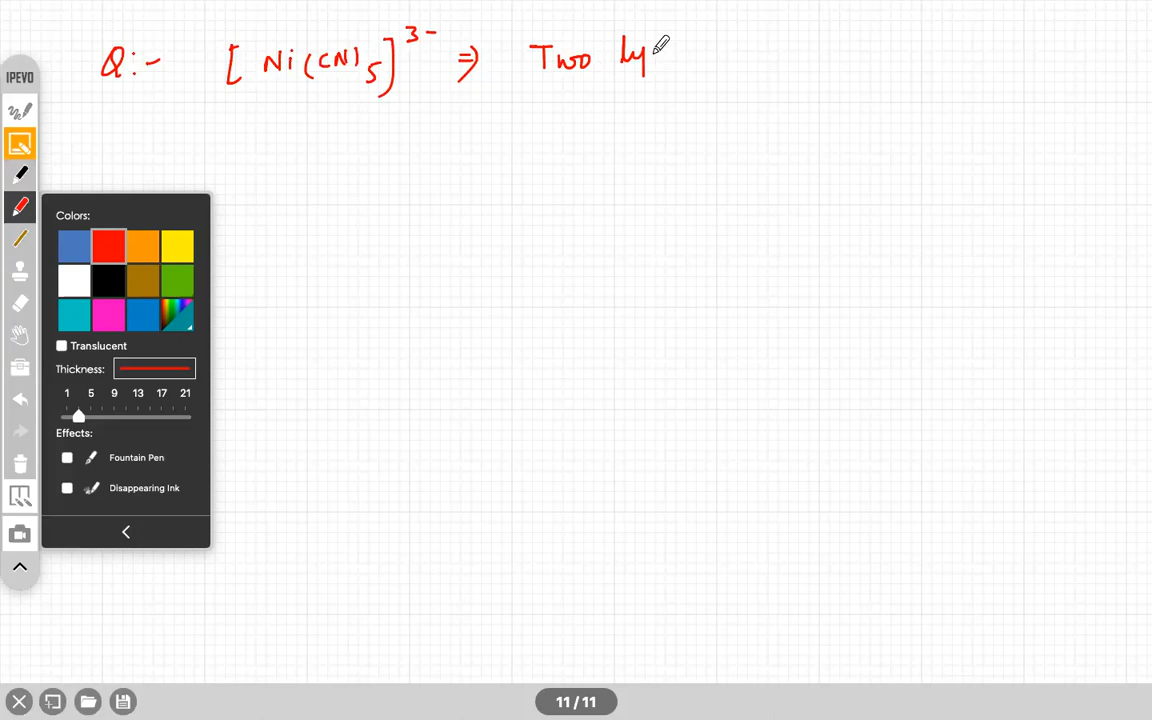 Q:- [Ni(CN)5]3- ⇒ Two hy
IPEVO
Colors:
Translucent
Thickness:
1 5 9 13 17 21
Effects:
Fountain Pen
Disappearing Ink
11/11